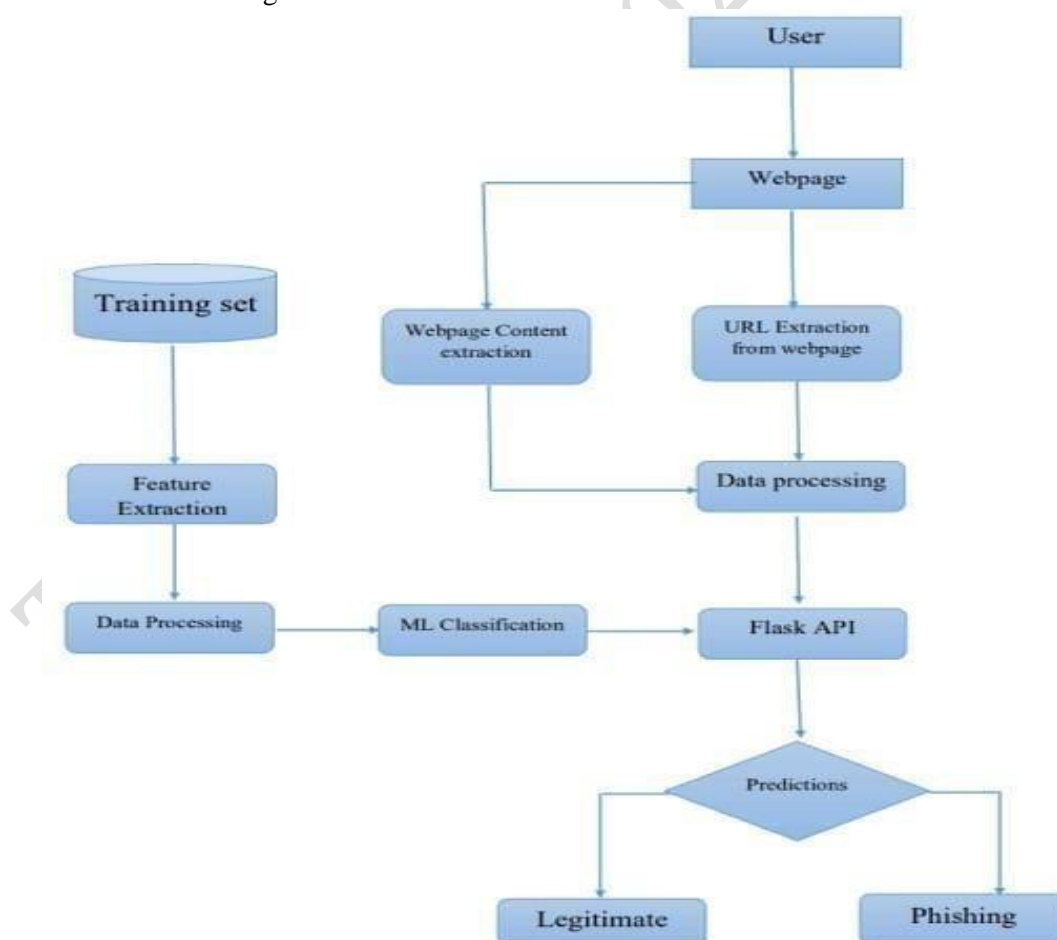 User
Webpage
Training set
Webpage Content
extraction
URL Extraction
from webpage
Feature
Extraction
Data processing
Data Processing
ML Classification
Flask API
Predictions
Legitimate
Phishing